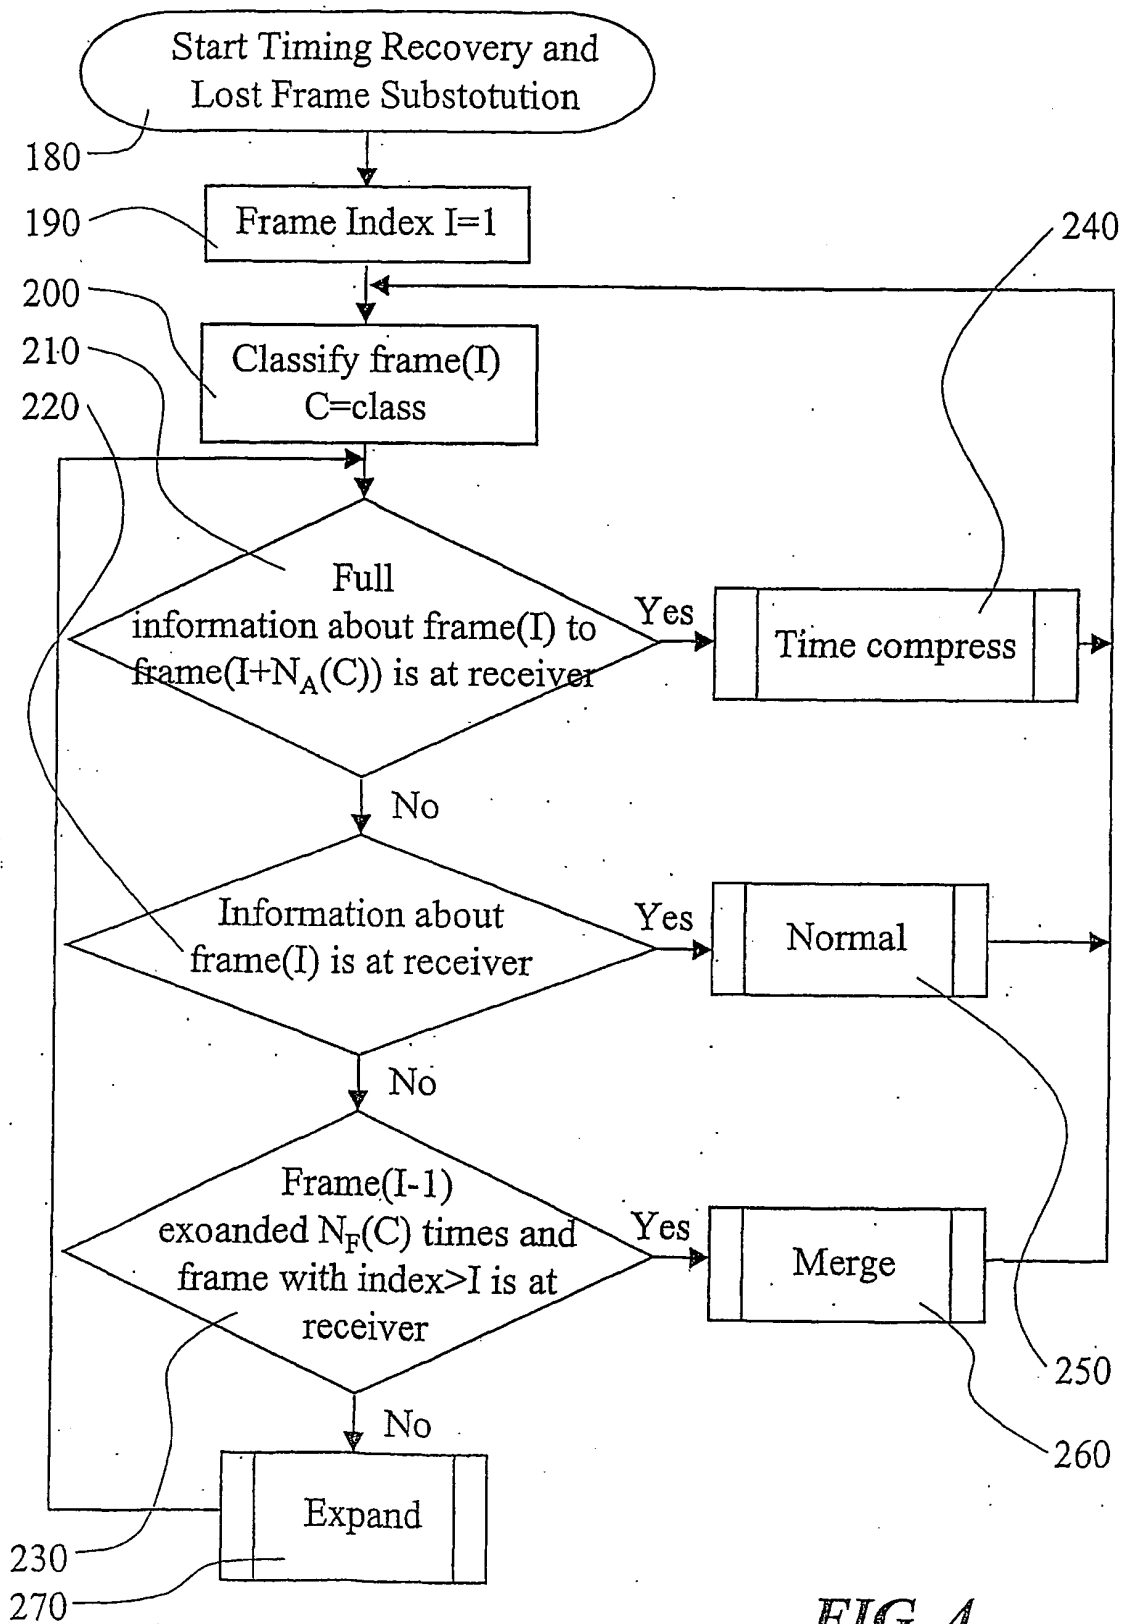 Start Timing Recovery and
Lost Frame Substotution
180
190
Frame Index I=1
240
200
Classify frame(I)
C=class
210
220
Full
information about frame(I) to
frame(I+N_A(C)) is at receiver
Yes
Time compress
No
Information about
frame(I) is at receiver
Yes
Normal
No
Frame(I-1)
exoanded N_F(C) times and
frame with index>I is at
receiver
Yes
Merge
250
260
No
Expand
230
270
FIG. 4